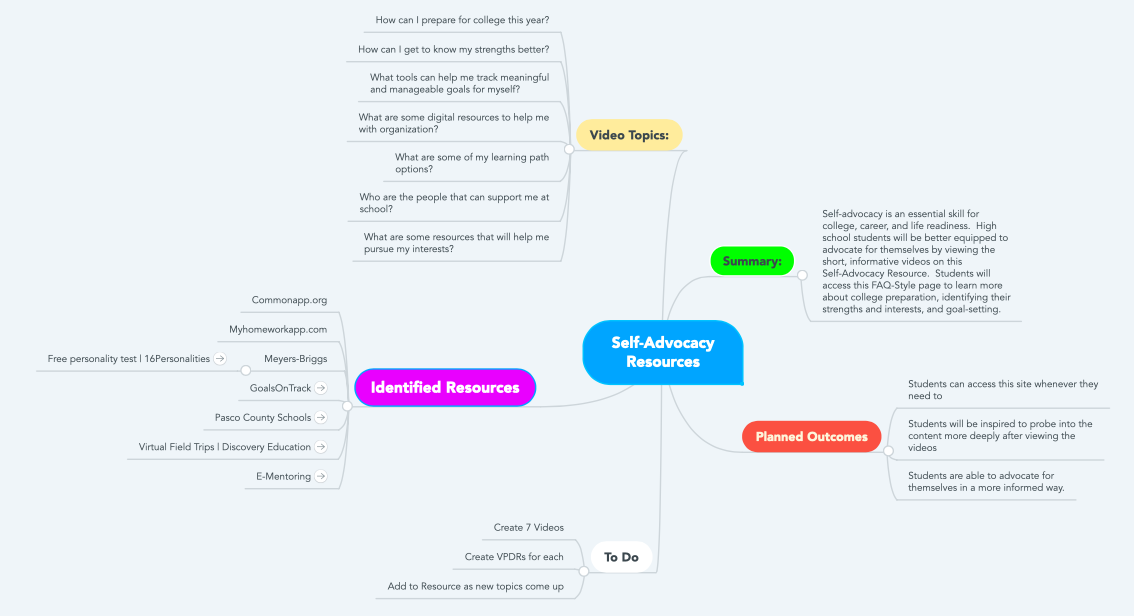 How can I prepare for college this year?
How can I get to know my strengths better?
What tools can help me track meaningful
and manageable goals for myself?
What are some digital resources to help me
with organization?
What are some of my learning path
options?
Who are the people that can support me at
school?
What are some resources that will help me
pursue my interests?
Video Topics:
Summary:
Self-advocacy is an essential skill for
college, career, and life readiness.  High
school students will be better equipped to
advocate for themselves by viewing the
short, informative videos on this
Self-Advocacy Resource.  Students will
access this FAQ-Style page to learn more
about college preparation, identifying their
strengths and interests, and goal-setting.
Self-Advocacy
Resources
Commonapp.org
Myhomeworkapp.com
Free personality test | 16Personalities
Meyers-Briggs
GoalsOnTrack
Pasco County Schools
Virtual Field Trips | Discovery Education
E-Mentoring
Identified Resources
Planned Outcomes
Students can access this site whenever they
need to
Students will be inspired to probe into the
content more deeply after viewing the
videos
Students are able to advocate for
themselves in a more informed way.
Create 7 Videos
Create VPDRs for each
Add to Resource as new topics come up
To Do